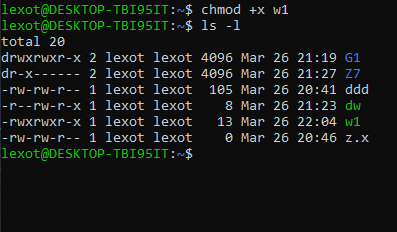 lexot@DESKTOP-TBI95IT:~$ chmod +x w1
lexot@DESKTOP-TBI95IT:~$ ls -l
total 20
drwxrwxr-x 2 lexot lexot 4096 Mar 26 21:19 G1
dr-x------ 2 lexot lexot 4096 Mar 26 21:27 Z7
-rw-rw-r-- 1 lexot lexot  105 Mar 26 20:41 ddd
-r---rw-r-x 1 lexot lexot    8 Mar 26 21:23 dw
-rwxrwxr-x 1 lexot lexot   13 Mar 26 22:04 w1
-rw-rw-r-- 1 lexot lexot    0 Mar 26 20:46 z.x
lexot@DESKTOP-TBI95IT:~$